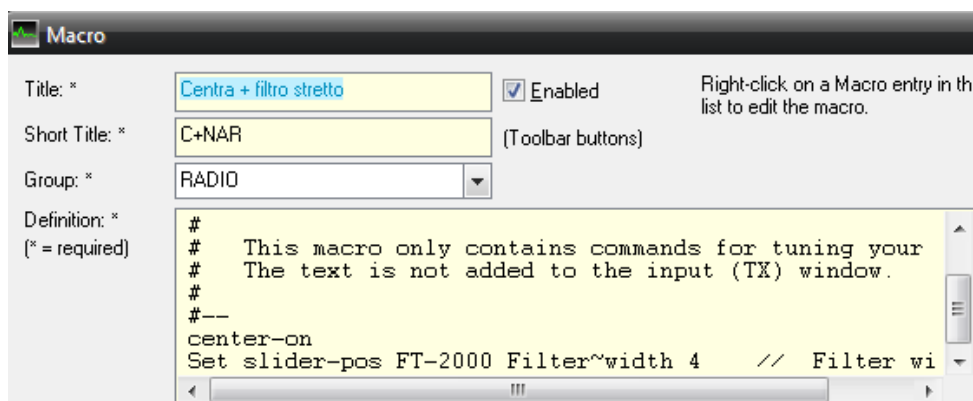 Macro
Title: *
Centra + filtro stretto
Enabled
Right-click on a Macro entry in th
list to edit the macro.
Short Title: *
C+NAR
(Toolbar buttons)
Group: *
RADIO
Definition: *
(* = required)
#
#   This macro only contains commands for tuning your
#   The text is not added to the input (TX) window.
#
#--
center-on
Set slider-pos FT-2000 Filter~width 4    //  Filter wi